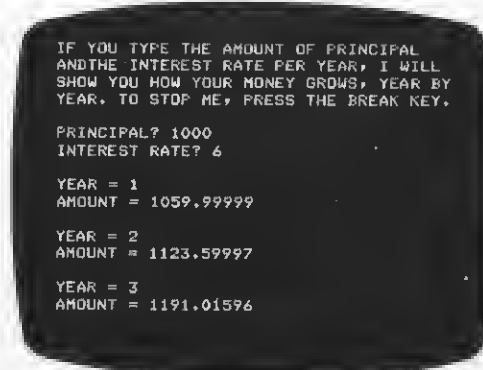 IF YOU TYPE THE AMOUNT OF PRINCIPAL
ANDTHE INTEREST RATE PER YEAR, I WILL
SHOW YOU HOW YOUR MONEY GROWS, YEAR BY
YEAR. TO STOP ME, PRESS THE BREAK KEY.
PRINCIPAL? 1000
INTEREST RATE? 6
YEAR = 1
AMOUNT = 1059.99999
YEAR = 2
AMOUNT = 1123.59997
YEAR = 3
AMOUNT = 1191.01596